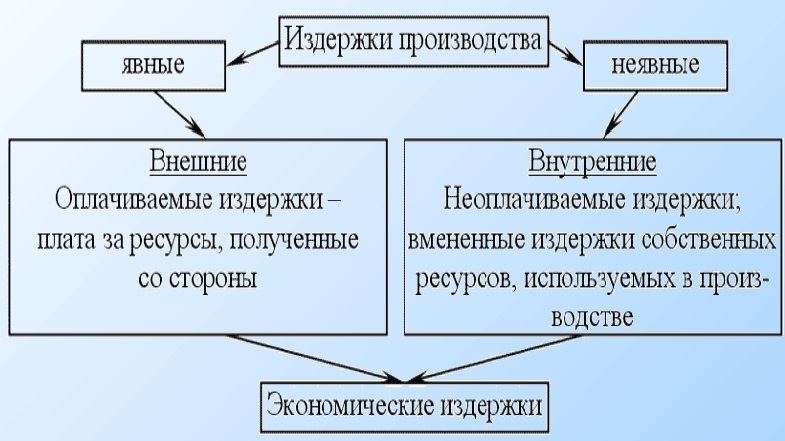 Издержки производства
явные
неявные
Внешние
Оплачиваемые издержки –
плата за ресурсы, полученные
со стороны
Внутренние
Неоплачиваемые издержки;
вмененные издержки собственных
ресурсов, используемых в произ-
водстве
Экономические издержки